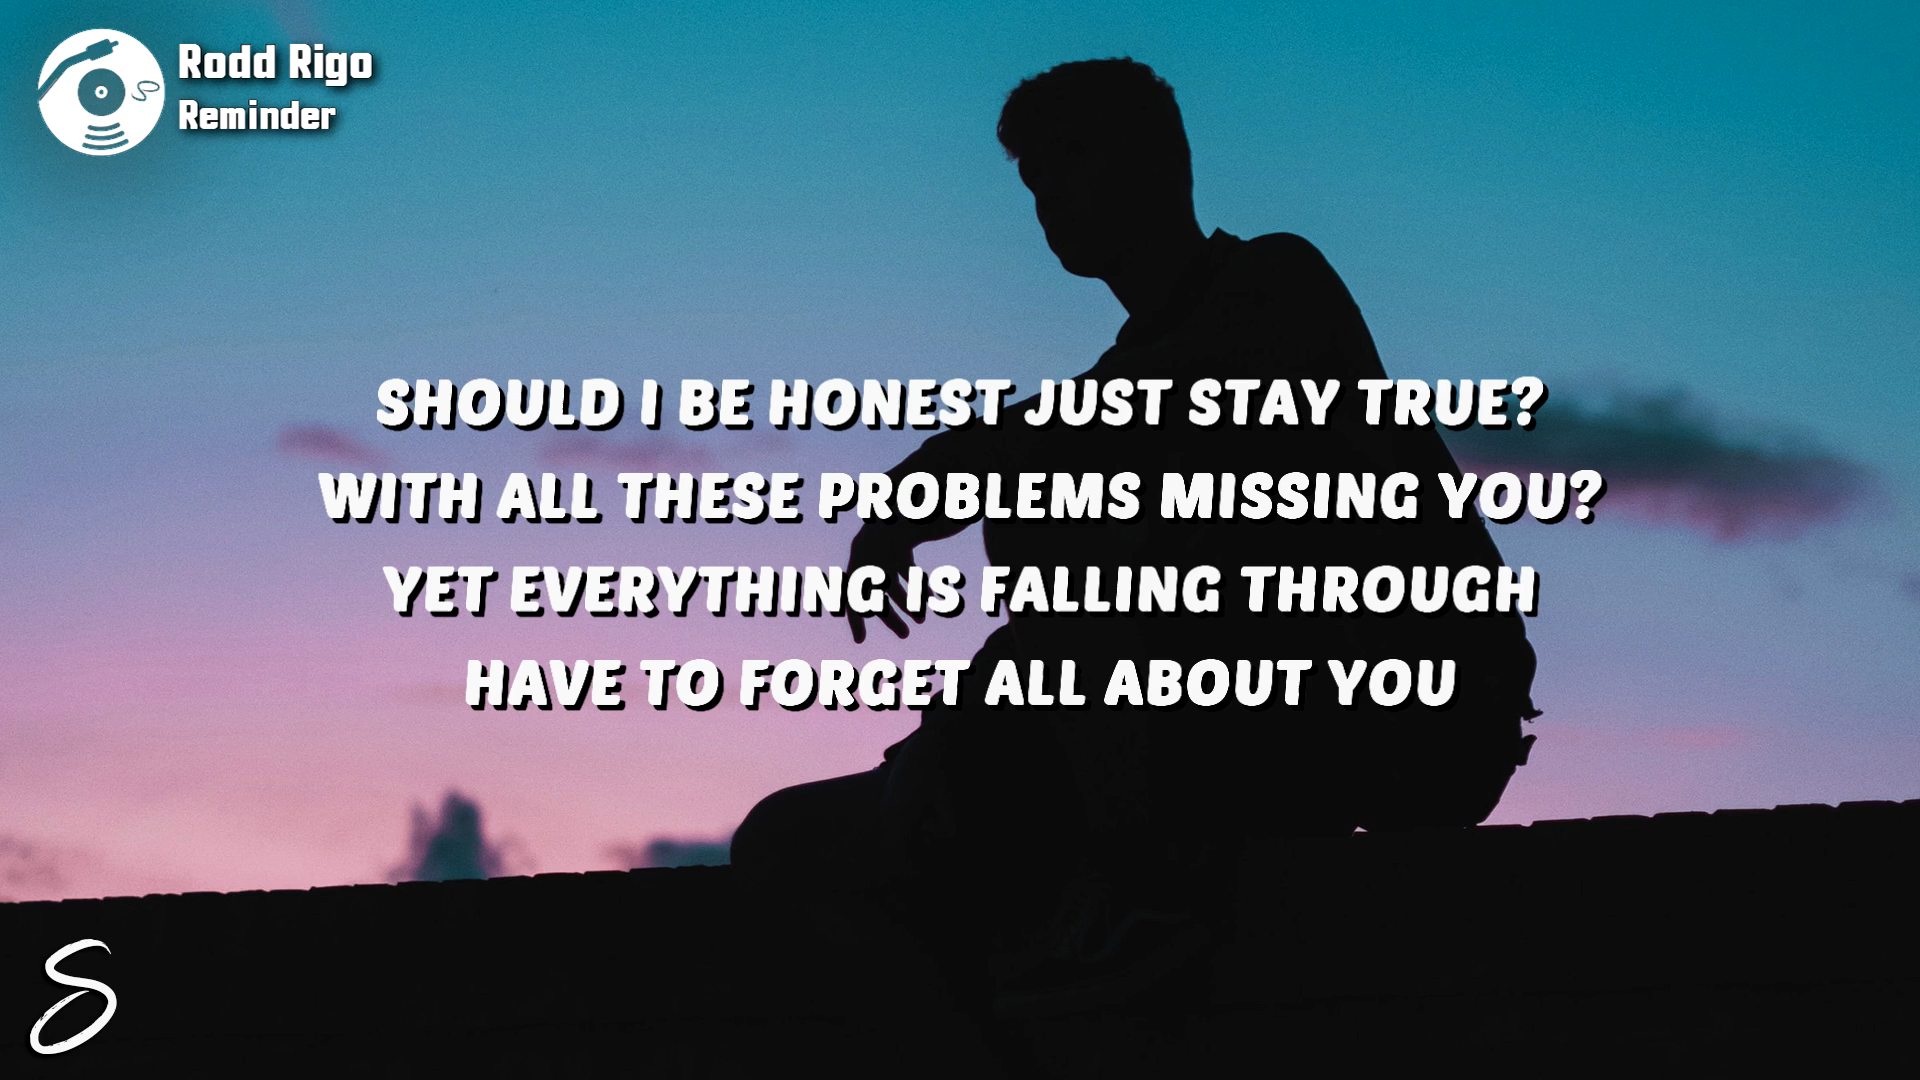 Rodd Rigo
Reminder
SHOULD I BE HONEST JUST STAY TRUE?
WITH ALL THESE PROBLEMS MISSING YOU?
YET EVERYTHING IS FALLING THROUGH
HAVE TO FORGET ALL ABOUT YOU
S